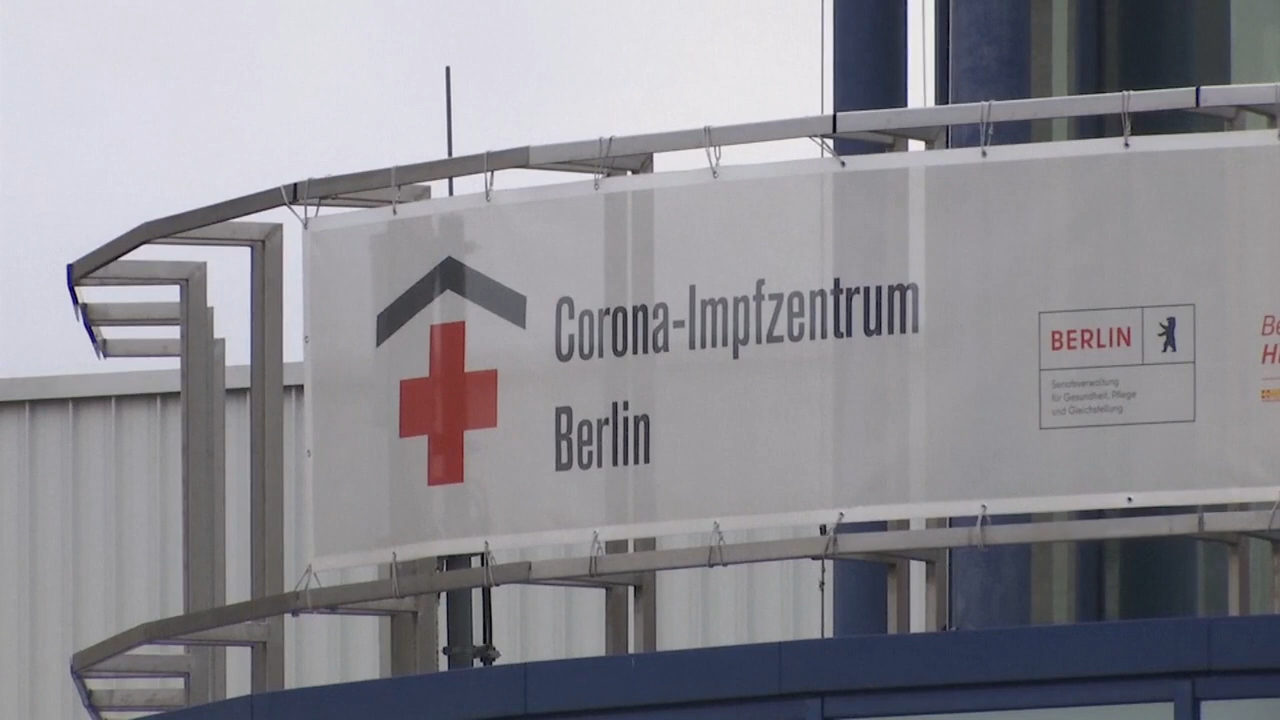 Corona-Impfzentrum
Berlin
BERLIN
Senatsverwaltung
für Gesundheit, Pflege
und Gleichstellung